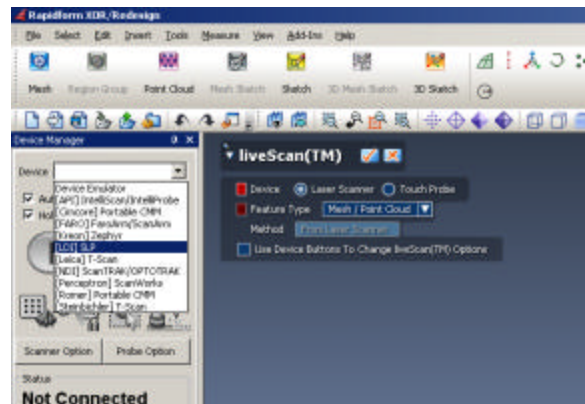 Rapidform XOR/Redesign
File Select Edit Insert Tools Measure View Add-Ins Help
Mesh Region Group Point Cloud Mesh Sketch Sketch 3D Mesh Sketch 3D Sketch
Device Manager
Device
Device Emulator
[API] IntelliScan/IntelliProbe
[Cimcore] Portable CMM
[FARO] FaroArm/ScanArm
[Kreon] Zephyr
[LDI] SLP
[Leica] T-Scan
[NDI] ScanTRAK/OPTOTRAK
[Perceptron] ScanWorks
[Romer] Portable CMM
[Steinbichler] T-Scan
Scanner Option Probe Option
Status
Not Connected
liveScan(TM)
Device Laser Scanner Touch Probe
Feature Type Mesh / Point Cloud
Method From Laser Scanner
Use Device Buttons To Change liveScan(TM) Options